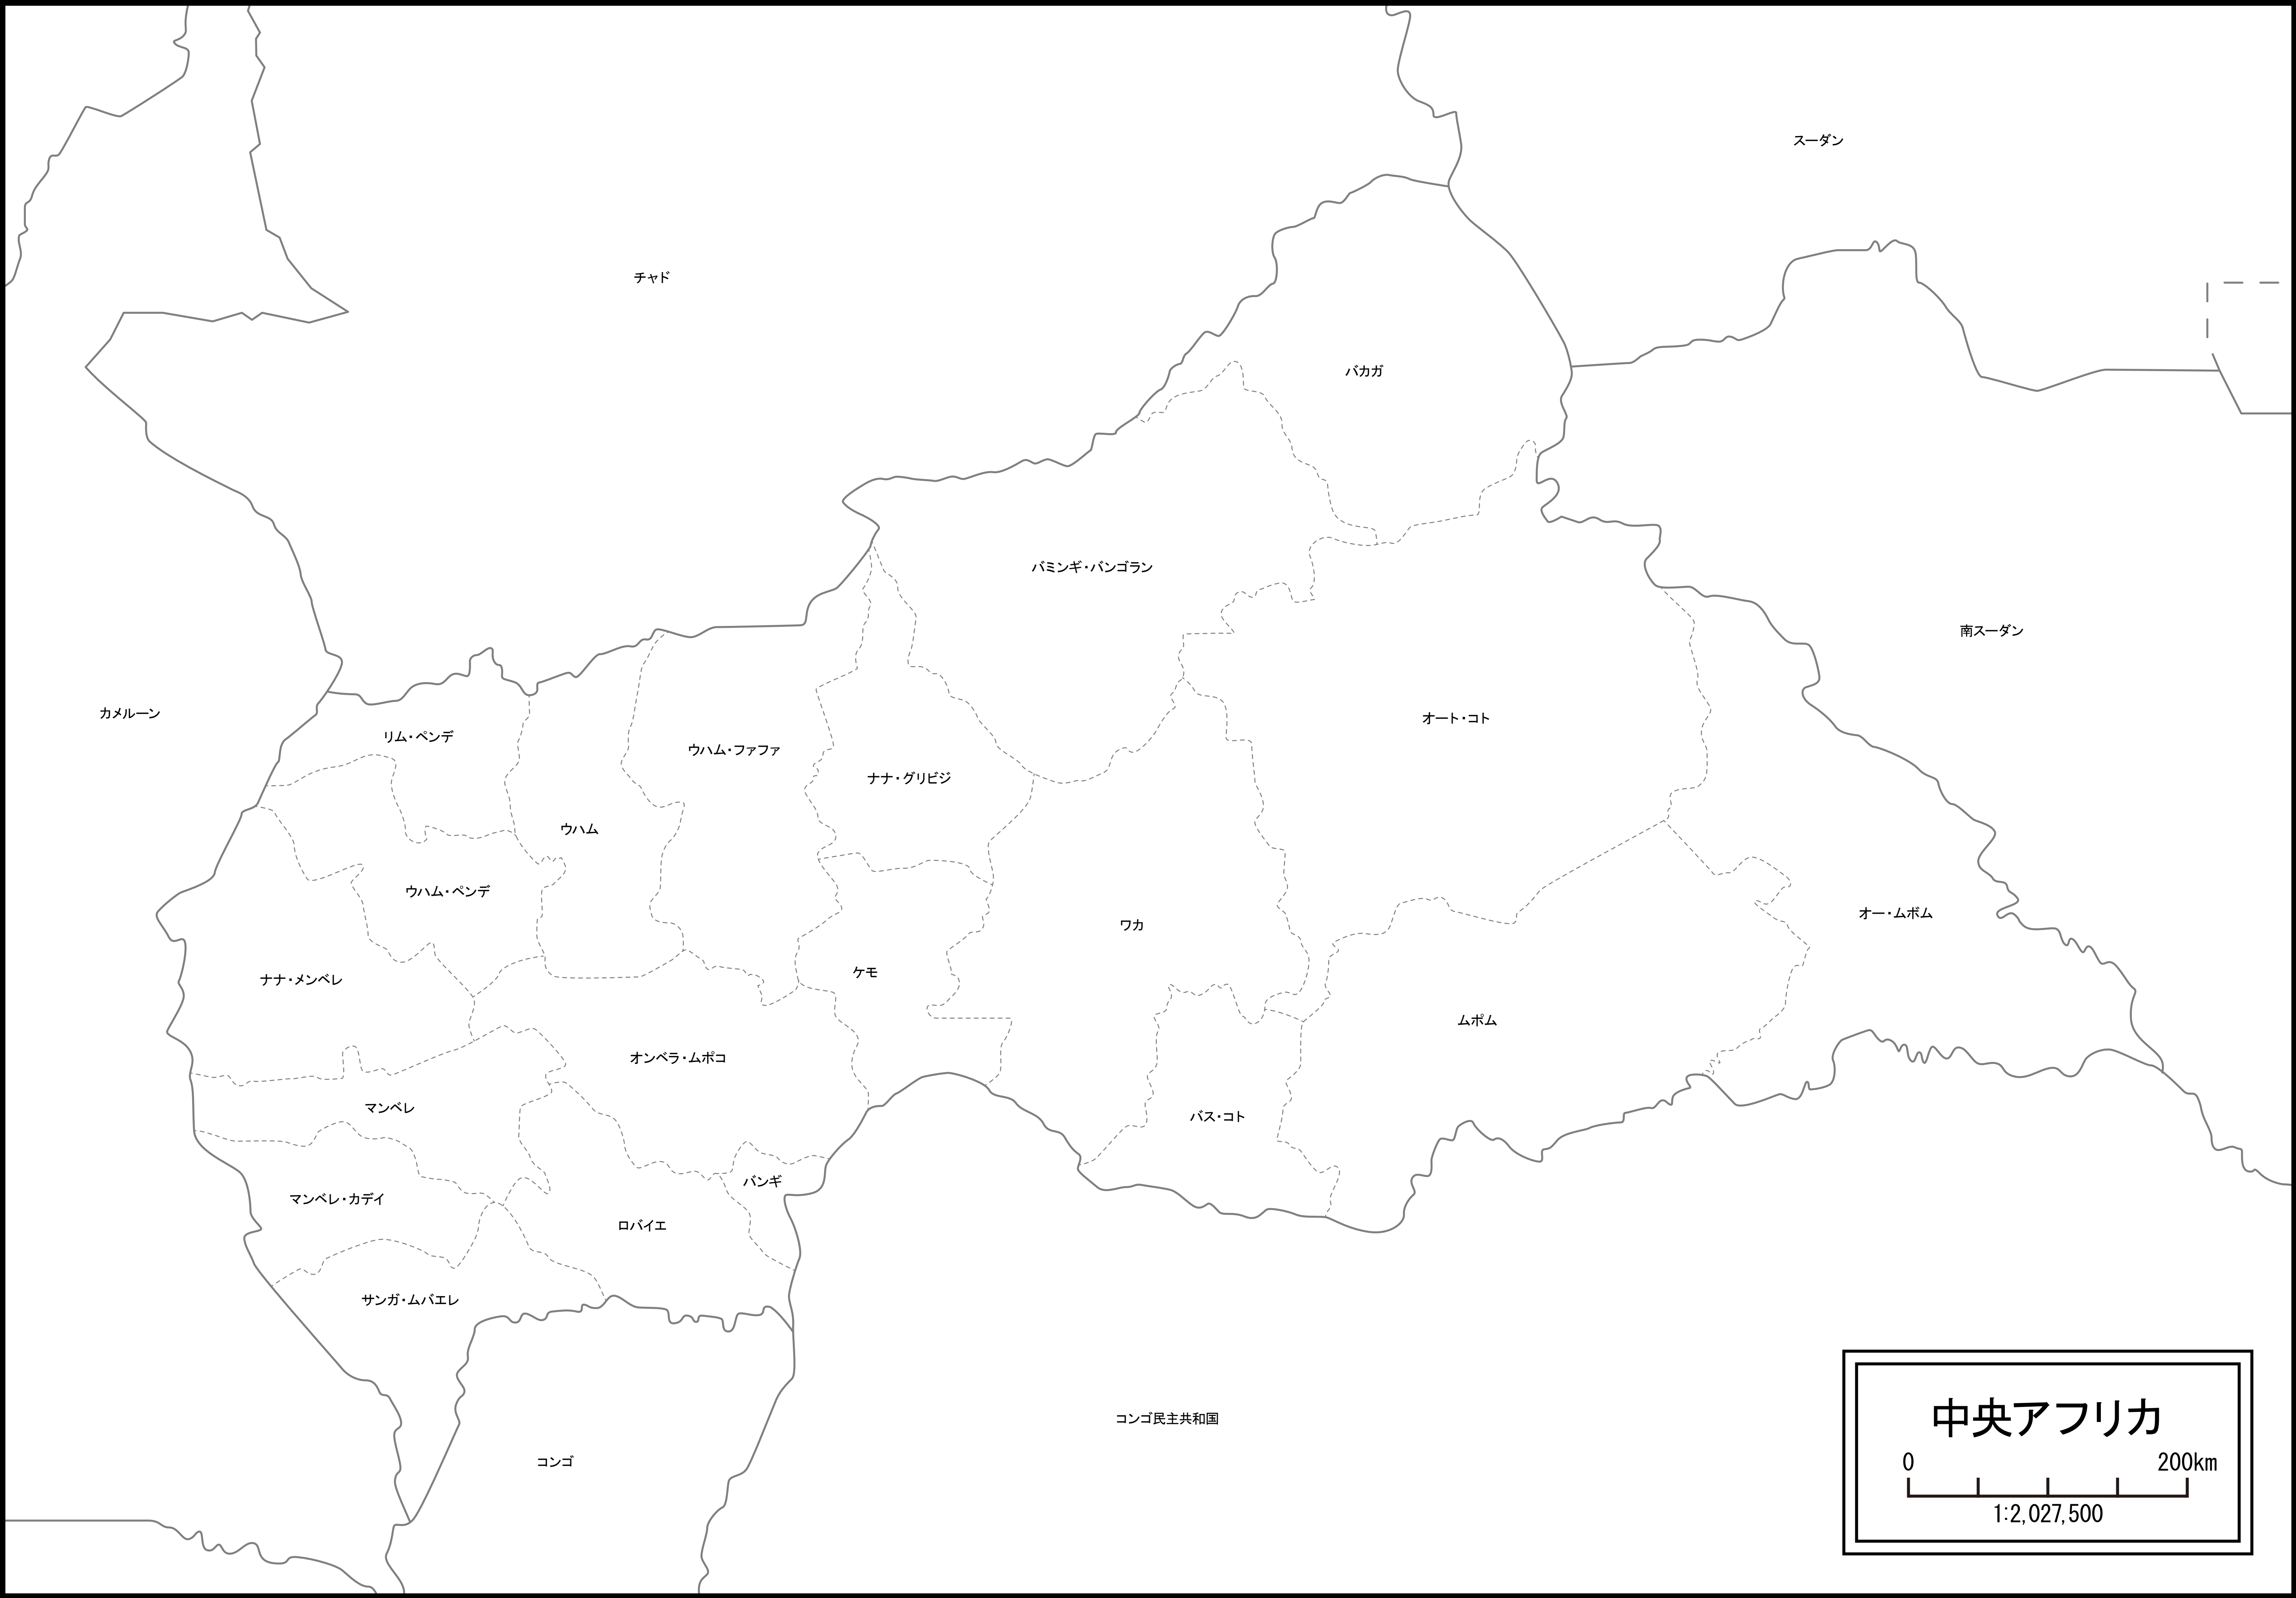 スーダン
チャド
バカガ
バミンギ・バンゴラン
南スーダン
カメルーン
オート・コト
リム・ペンデ
ウハム・ファファ
ナナ・グリビジ
ウハム
ウハム・ペンデ
オー・ムボム
ワカ
ケモ
ナナ・メンベレ
ムボム
オンベラ・ムポコ
マンベレ
バス・コト
バンギ
マンベレ・カデイ
ロバイエ
サンガ・ムバエレ
コンゴ民主共和国
コンゴ
中央アフリカ
0 200km
1:2,027,500